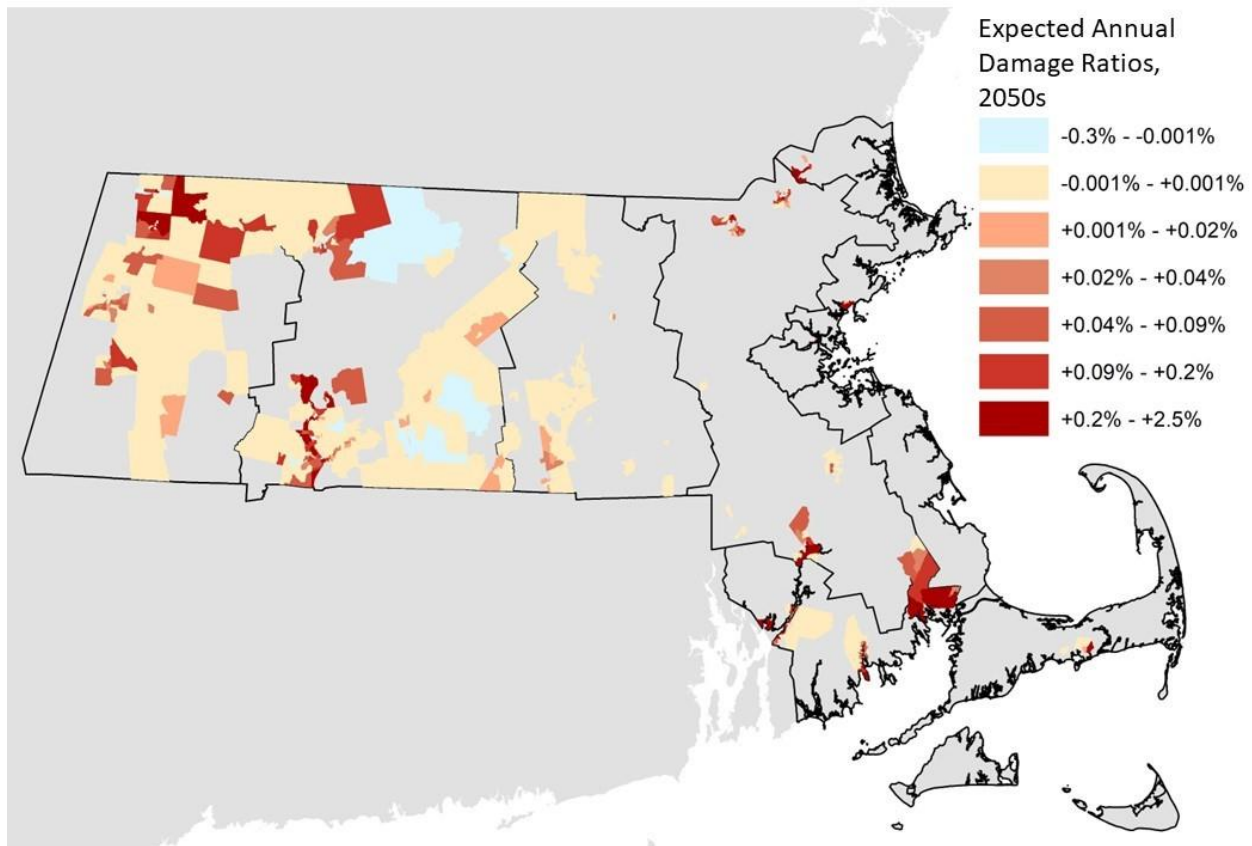 Expected Annual
Damage Ratios,
2050s
-0.3% - -0.001%
-0.001% - +0.001%
+0.001% - +0.02%
+0.02% - +0.04%
+0.04% - +0.09%
+0.09% - +0.2%
+0.2% - +2.5%